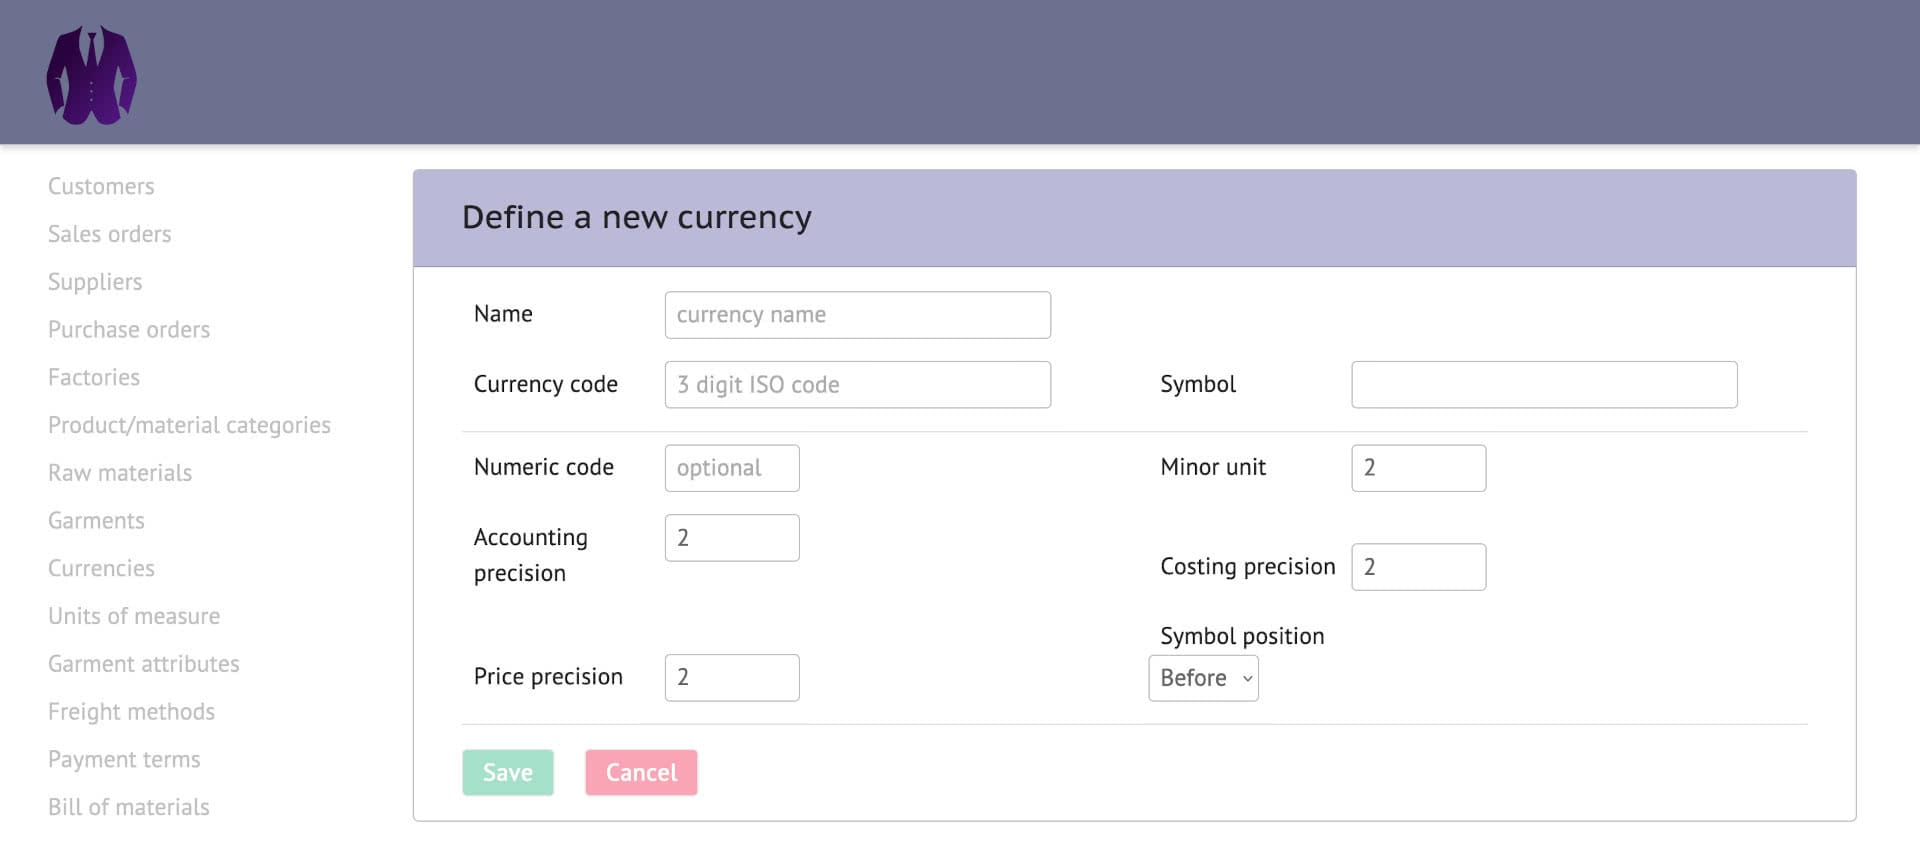 Customers
Sales orders
Suppliers
Purchase orders
Factories
Product/material categories
Raw materials
Garments
Currencies
Units of measure
Garment attributes
Freight methods
Payment terms
Bill of materials
Define a new currency
Name currency name
Currency code 3 digit ISO code Symbol
Numeric code optional Minor unit 2
Accounting precision 2 Costing precision 2
Price precision 2 Symbol position Before
Save Cancel